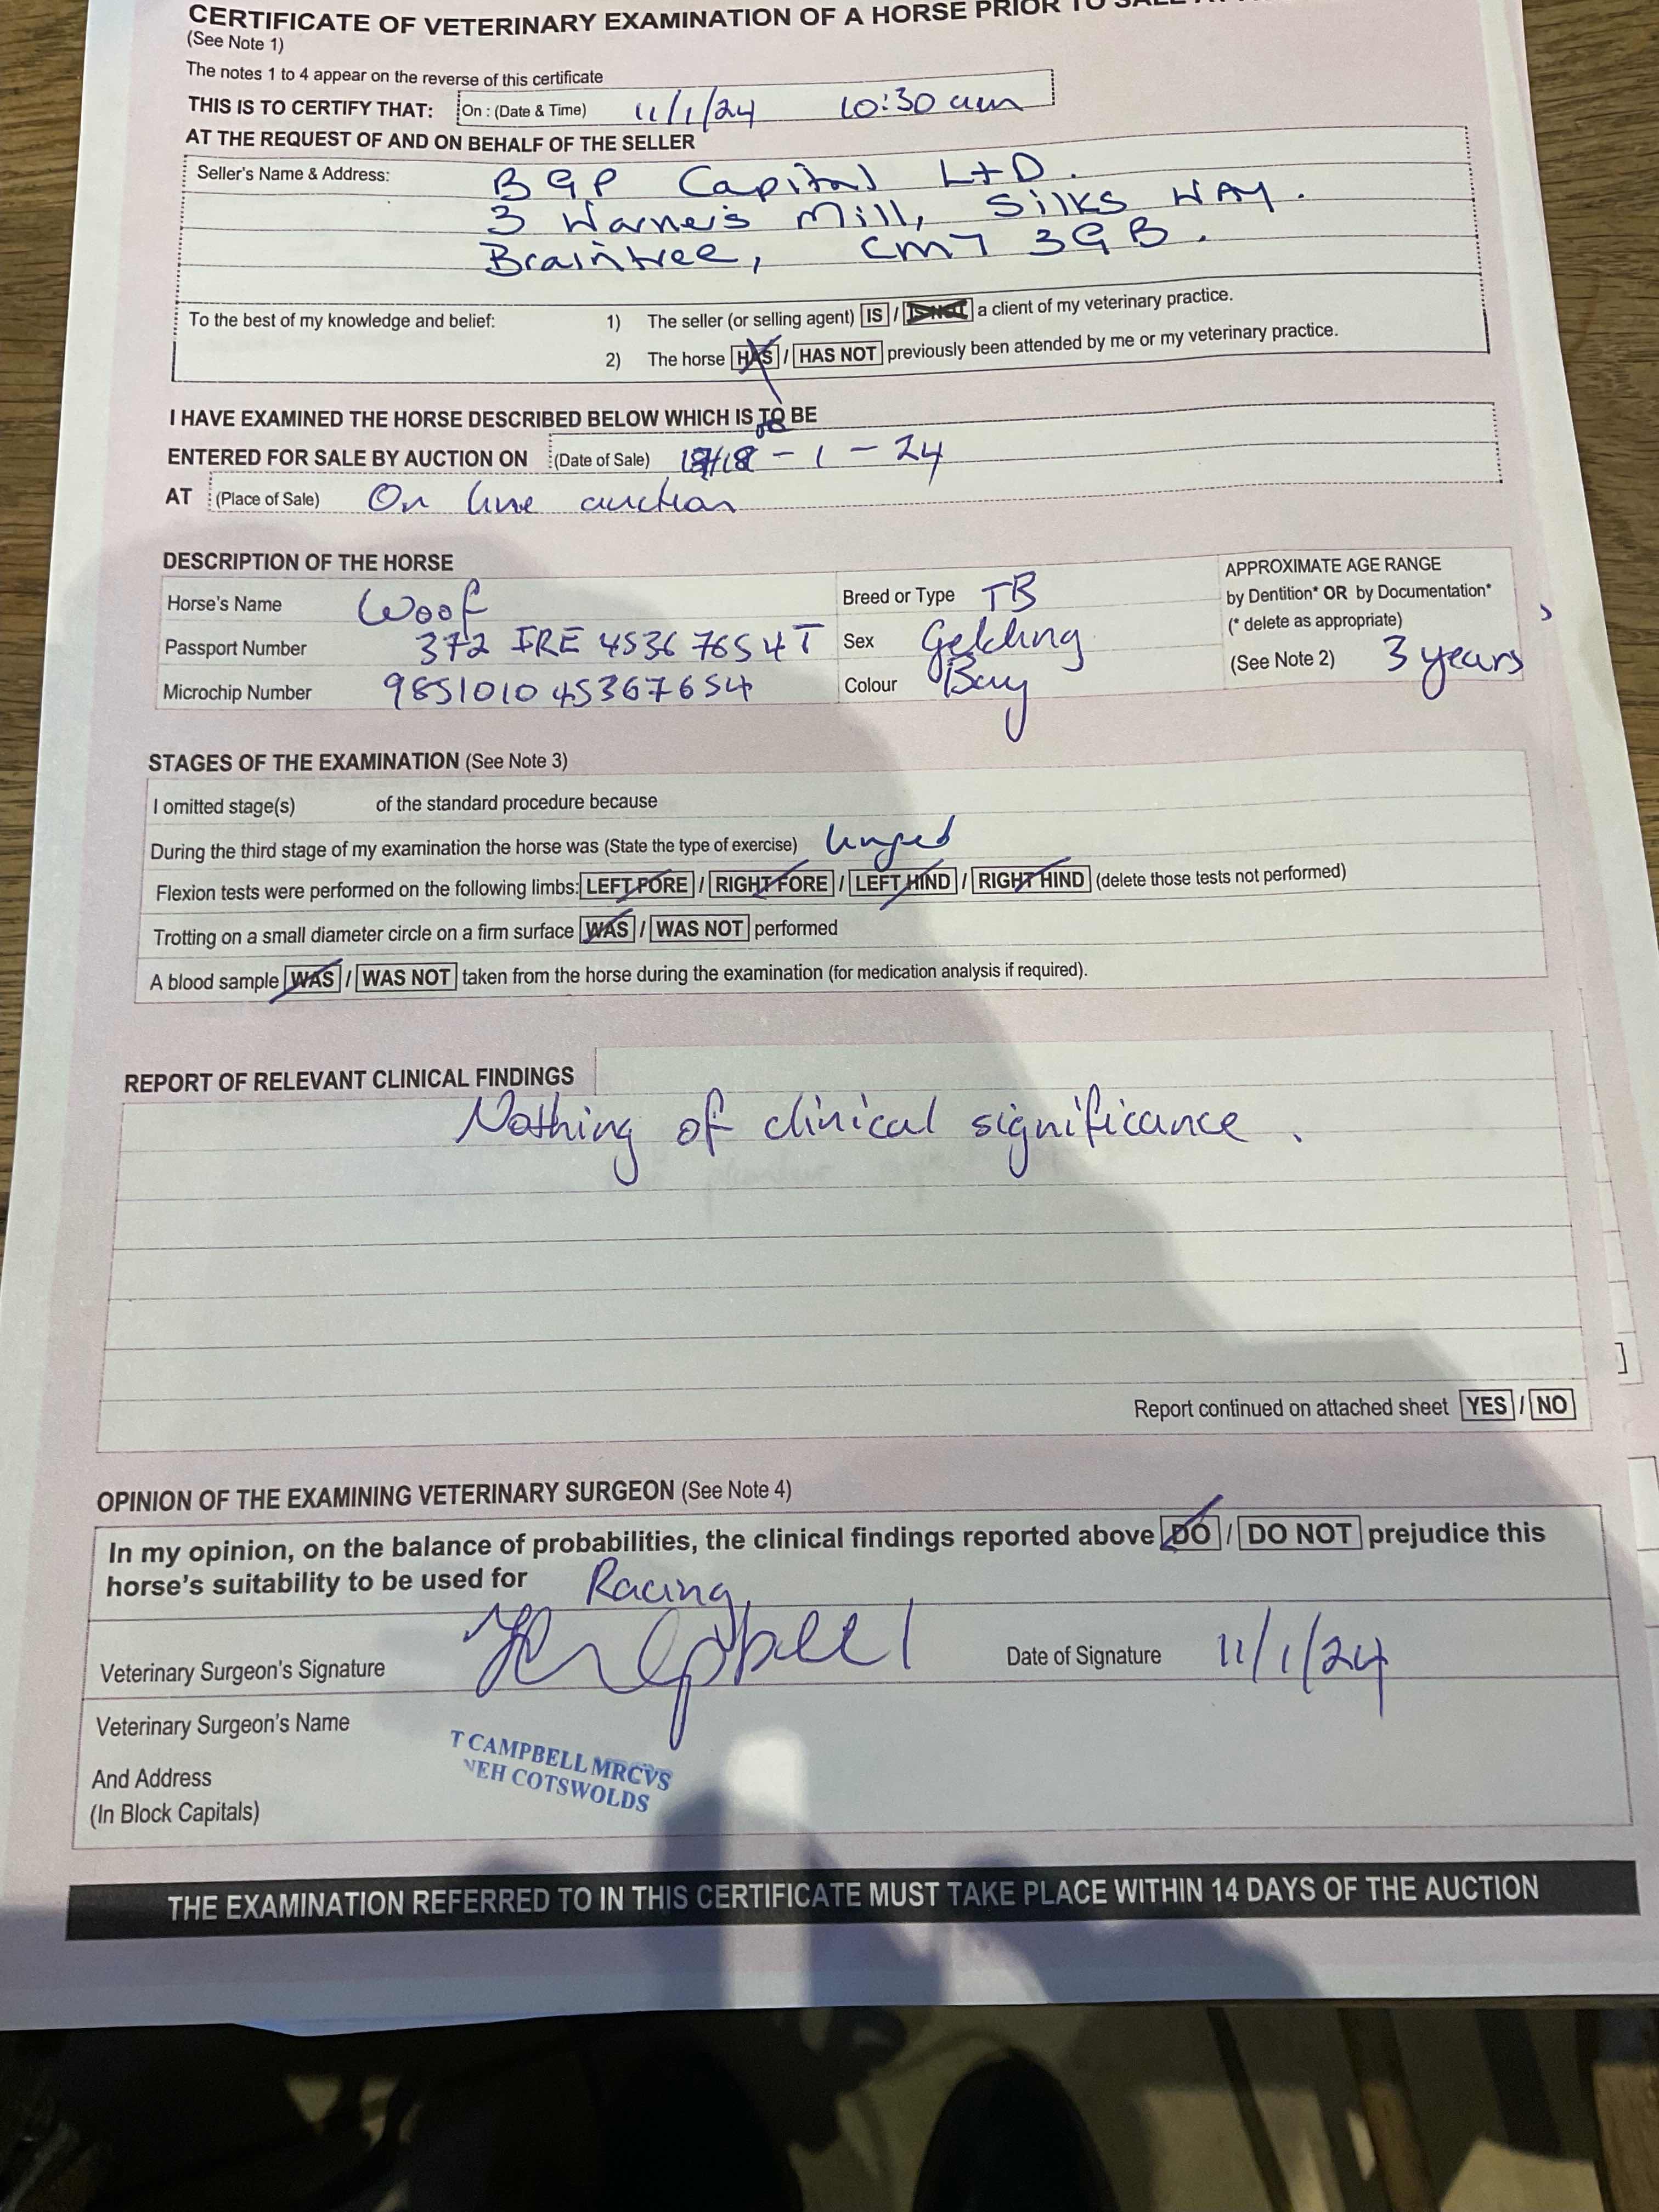 CERTIFICATE OF VETERINARY EXAMINATION OF A HORSE PRIOR TO
(See Note 1)
The notes 1 to 4 appear on the reverse of this certificate
THIS IS TO CERTIFY THAT: On : (Date & Time) 11/1/24 10:30 am
AT THE REQUEST OF AND ON BEHALF OF THE SELLER
Seller's Name & Address: BGP Capital LtD.
3 Warner's Mill, Silks WAY.
Braintree, CM7 3GB.
To the best of my knowledge and belief: 1) The seller (or selling agent) IS / IS NOT a client of my veterinary practice.
2) The horse HAS / HAS NOT previously been attended by me or my veterinary practice.
I HAVE EXAMINED THE HORSE DESCRIBED BELOW WHICH IS TO BE
ENTERED FOR SALE BY AUCTION ON (Date of Sale) 18 - 1 - 24
AT (Place of Sale) On line auction
DESCRIPTION OF THE HORSE
Horse's Name Woof Breed or Type TB
Passport Number 372 IRE 45367654T Sex Gelding
Microchip Number 985101045367654 Colour Bay
APPROXIMATE AGE RANGE
by Dentition* OR by Documentation*
(* delete as appropriate)
(See Note 2) 3 years
STAGES OF THE EXAMINATION (See Note 3)
I omitted stage(s) of the standard procedure because
During the third stage of my examination the horse was (State the type of exercise) lunged
Flexion tests were performed on the following limbs: LEFT FORE / RIGHT FORE / LEFT HIND / RIGHT HIND (delete those tests not performed)
Trotting on a small diameter circle on a firm surface WAS / WAS NOT performed
A blood sample WAS / WAS NOT taken from the horse during the examination (for medication analysis if required).
REPORT OF RELEVANT CLINICAL FINDINGS
Nothing of clinical significance.
Report continued on attached sheet YES / NO
OPINION OF THE EXAMINING VETERINARY SURGEON (See Note 4)
In my opinion, on the balance of probabilities, the clinical findings reported above DO / DO NOT prejudice this
horse's suitability to be used for Racing
Veterinary Surgeon's Signature Date of Signature 11/1/24
Veterinary Surgeon's Name
And Address
(In Block Capitals)
T CAMPBELL MRCVS
VEH COTSWOLDS
THE EXAMINATION REFERRED TO IN THIS CERTIFICATE MUST TAKE PLACE WITHIN 14 DAYS OF THE AUCTION